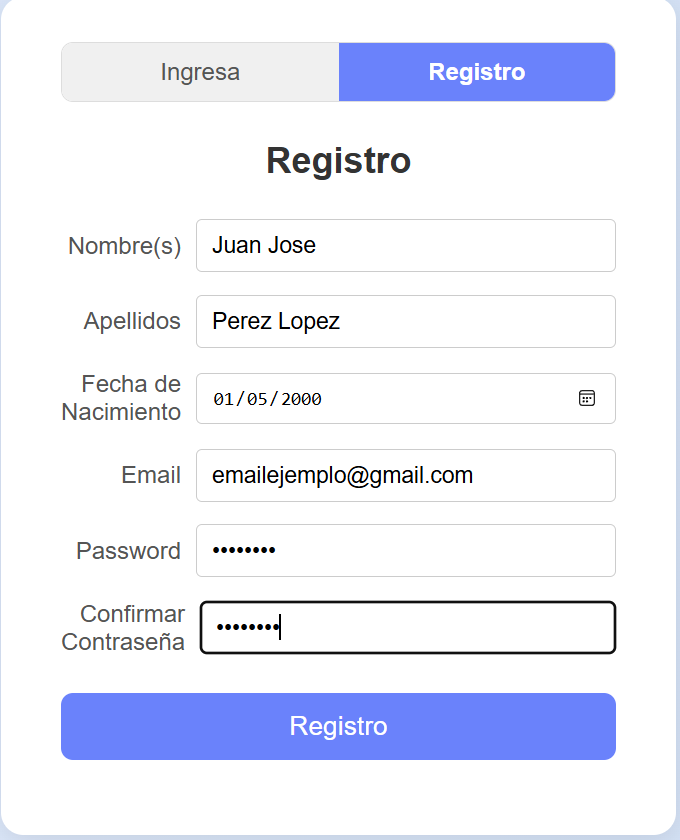 Ingresa
Registro
Registro
Nombre(s) Juan Jose
Apellidos Perez Lopez
Fecha de
Nacimiento 01/05/2000
Email emailejemplo@gmail.com
Password ••••••••
Confirmar
Contraseña ••••••••
Registro